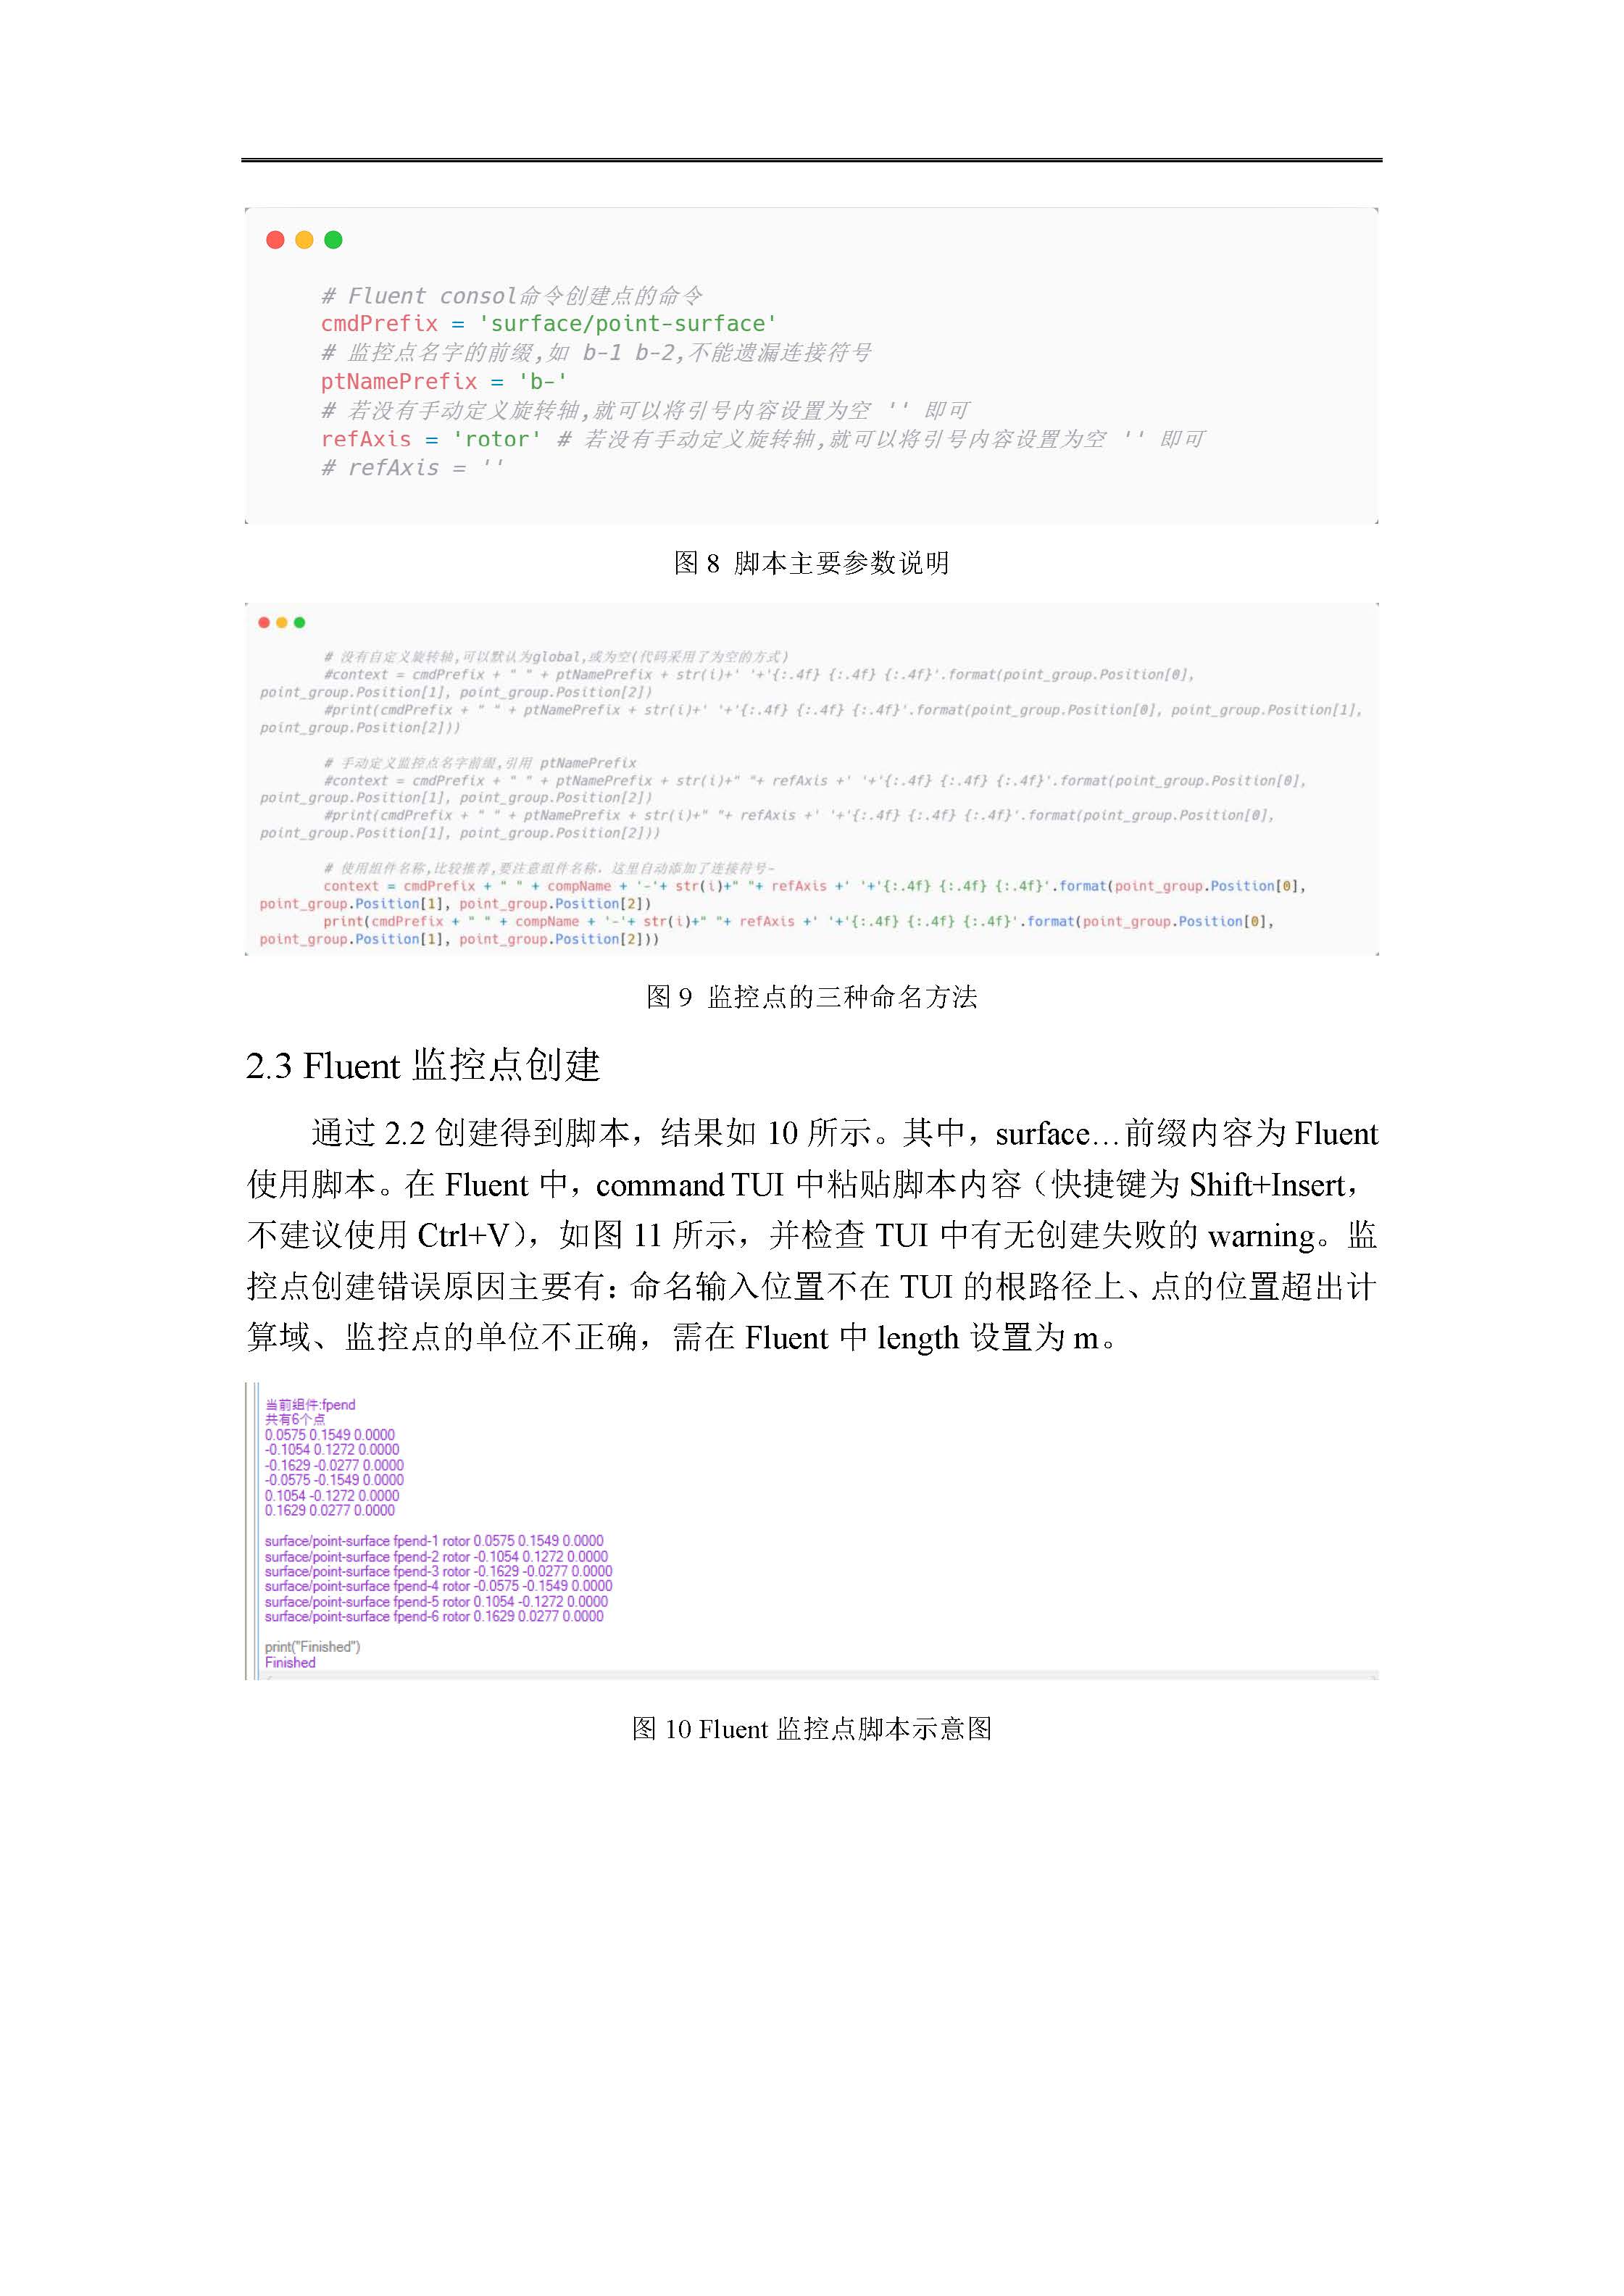 # Fluent consol命令创建点的命令
cmdPrefix = 'surface/point-surface'
# 监控点名字的前缀,如 b-1 b-2,不能遗漏连接符号
ptNamePrefix = 'b-'
# 若没有手动定义旋转轴,就可以将引号内容设置为空 '' 即可
refAxis = 'rotor' # 若没有手动定义旋转轴,就可以将引号内容设置为空 '' 即可
# refAxis = ''
图 8 脚本主要参数说明
# 没有自定义旋转轴,可以默认为global,或为空(代码采用了为空的方式)
#context = cmdPrefix + " " + ptNamePrefix + str(i)+' '+'{:.4f} {:.4f} {:.4f}'.format(point_group.Position[0],
point_group.Position[1], point_group.Position[2])
#print(cmdPrefix + " " + ptNamePrefix + str(i)+' '+'{:.4f} {:.4f} {:.4f}'.format(point_group.Position[0], point_group.Position[1],
point_group.Position[2]))
# 手动定义监控点名字前缀,引用 ptNamePrefix
#context = cmdPrefix + " " + ptNamePrefix + str(i)+" "+ refAxis +' '+'{:.4f} {:.4f} {:.4f}'.format(point_group.Position[0],
point_group.Position[1], point_group.Position[2])
#print(cmdPrefix + " " + ptNamePrefix + str(i)+" "+ refAxis +' '+'{:.4f} {:.4f} {:.4f}'.format(point_group.Position[0],
point_group.Position[1], point_group.Position[2]))
# 使用组件名称,比较推荐,要注意组件名称，这里自动添加了连接符号-
context = cmdPrefix + " " + compName + '-'+ str(i)+" "+ refAxis +' '+'{:.4f} {:.4f} {:.4f}'.format(point_group.Position[0],
point_group.Position[1], point_group.Position[2])
print(cmdPrefix + " " + compName + '-'+ str(i)+" "+ refAxis +' '+'{:.4f} {:.4f} {:.4f}'.format(point_group.Position[0],
point_group.Position[1], point_group.Position[2]))
图 9 监控点的三种命名方法
2.3 Fluent 监控点创建
通过 2.2 创建得到脚本，结果如 10 所示。其中，surface…前缀内容为 Fluent
使用脚本。在 Fluent 中，command TUI 中粘贴脚本内容（快捷键为 Shift+Insert，
不建议使用 Ctrl+V），如图 11 所示，并检查 TUI 中有无创建失败的 warning。监
控点创建错误原因主要有：命名输入位置不在 TUI 的根路径上、点的位置超出计
算域、监控点的单位不正确，需在 Fluent 中 length 设置为 m。
当前组件:fpend
共有6个点
0.0575 0.1549 0.0000
-0.1054 0.1272 0.0000
-0.1629 -0.0277 0.0000
-0.0575 -0.1549 0.0000
0.1054 -0.1272 0.0000
0.1629 0.0277 0.0000
surface/point-surface fpend-1 rotor 0.0575 0.1549 0.0000
surface/point-surface fpend-2 rotor -0.1054 0.1272 0.0000
surface/point-surface fpend-3 rotor -0.1629 -0.0277 0.0000
surface/point-surface fpend-4 rotor -0.0575 -0.1549 0.0000
surface/point-surface fpend-5 rotor 0.1054 -0.1272 0.0000
surface/point-surface fpend-6 rotor 0.1629 0.0277 0.0000
print("Finished")
Finished
图 10 Fluent 监控点脚本示意图